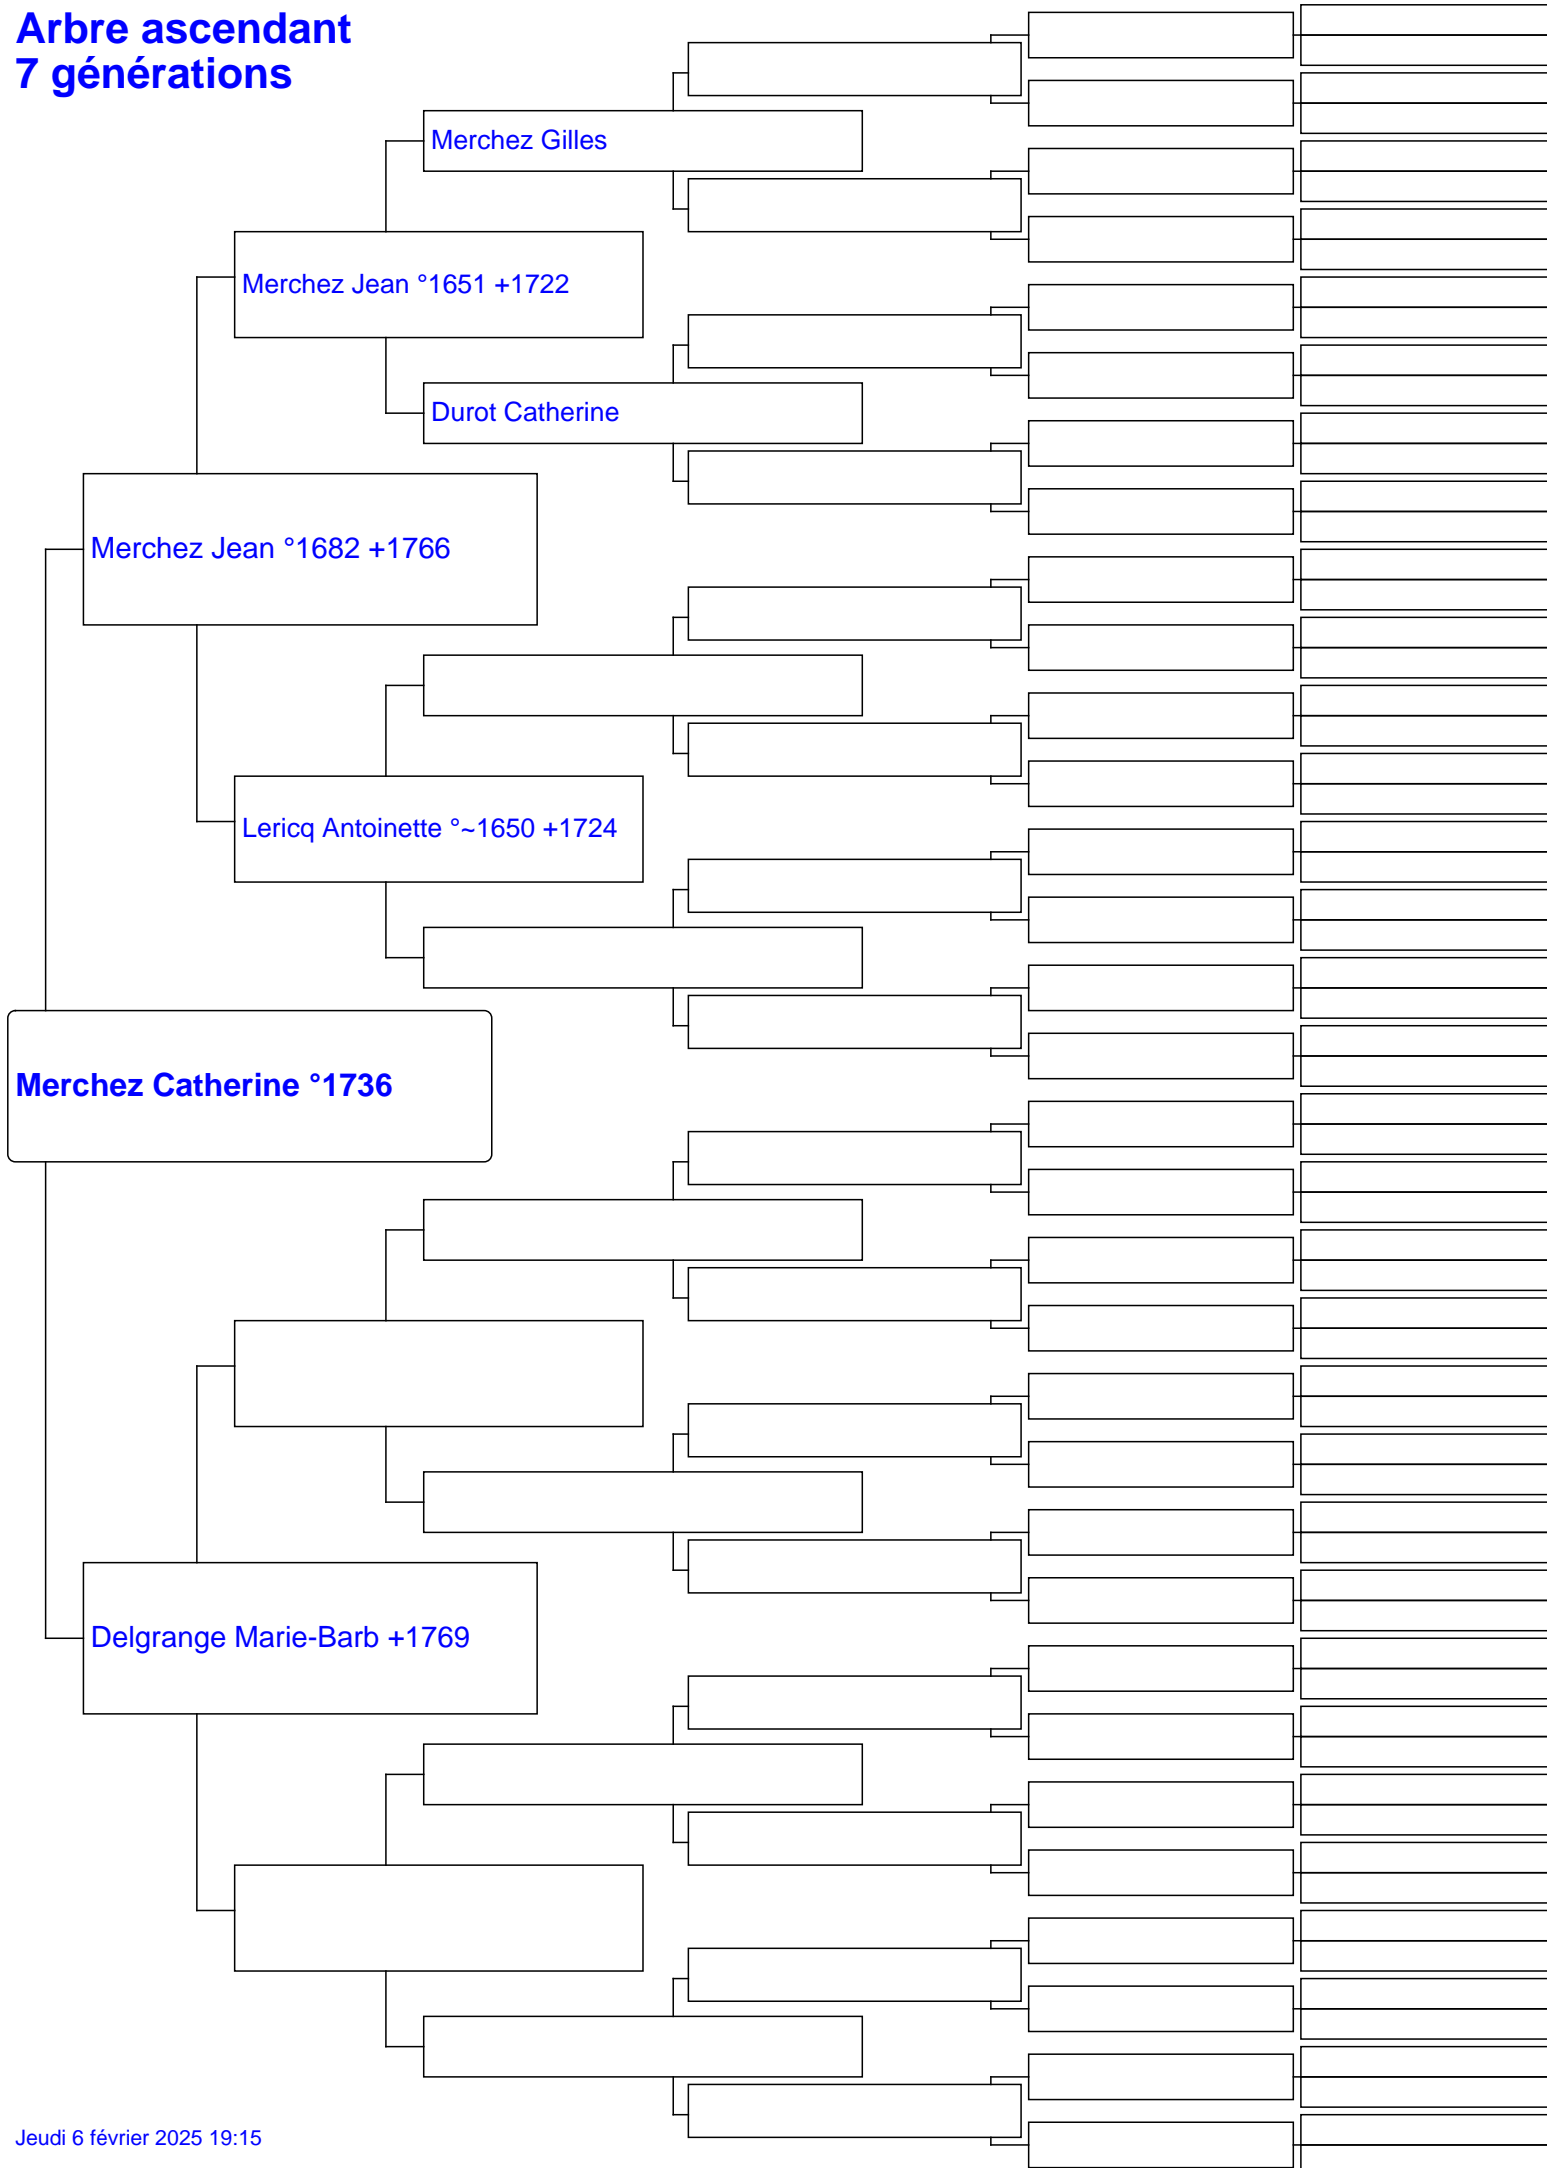 Arbre ascendant
7 générations
Merchez Gilles
Merchez Jean °1651 +1722
Durot Catherine
Merchez Jean °1682 +1766
Lericq Antoinette °~1650 +1724
Merchez Catherine °1736
Delgrange Marie-Barb +1769
Jeudi 6 février 2025 19:15